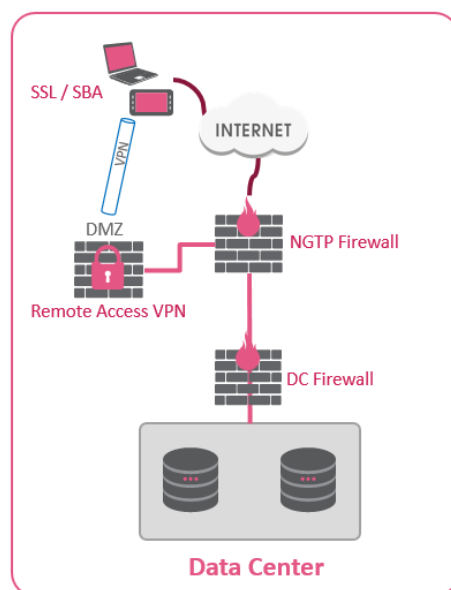 SSL / SBA
INTERNET
VPN
DMZ
NGTP Firewall
Remote Access VPN
DC Firewall
Data Center